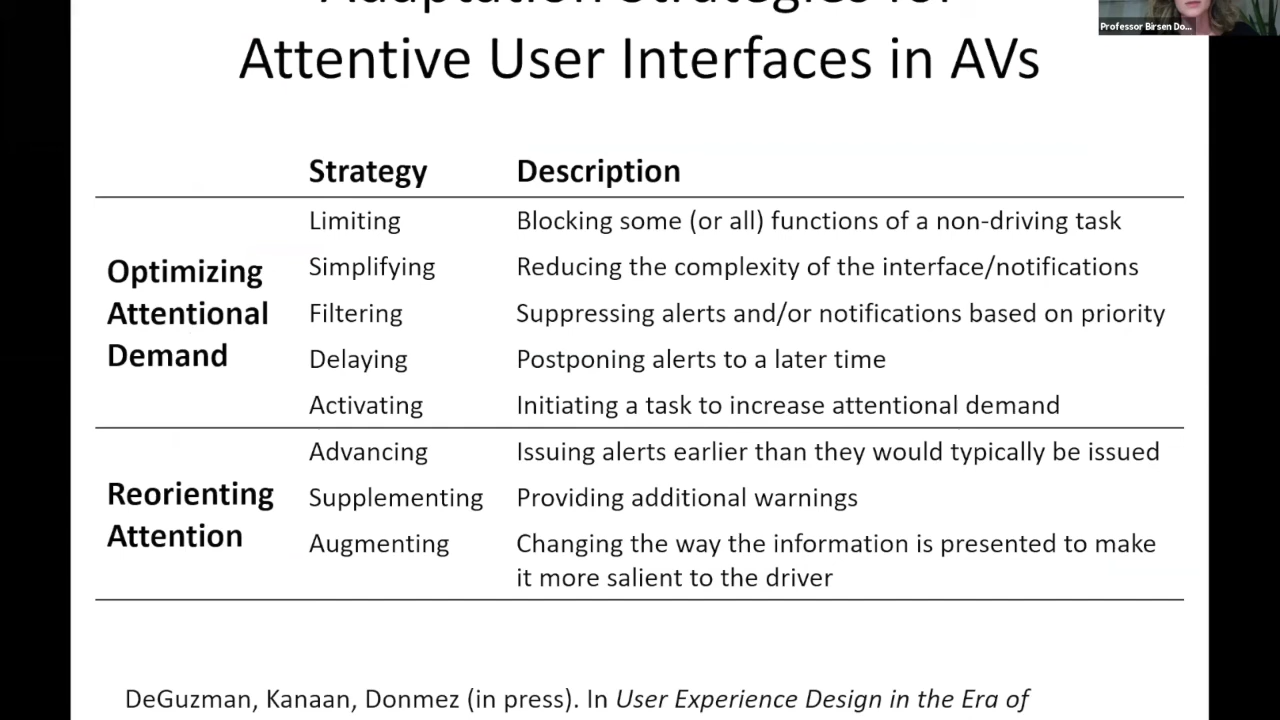 Adaptation Strategies for
Attentive User Interfaces in AVs
Professor Birsen Do...
Strategy Description
Optimizing
Attentional
Demand
Limiting Blocking some (or all) functions of a non-driving task
Simplifying Reducing the complexity of the interface/notifications
Filtering Suppressing alerts and/or notifications based on priority
Delaying Postponing alerts to a later time
Activating Initiating a task to increase attentional demand
Reorienting
Attention
Advancing Issuing alerts earlier than they would typically be issued
Supplementing Providing additional warnings
Augmenting Changing the way the information is presented to make
it more salient to the driver
DeGuzman, Kanaan, Donmez (in press). In User Experience Design in the Era of